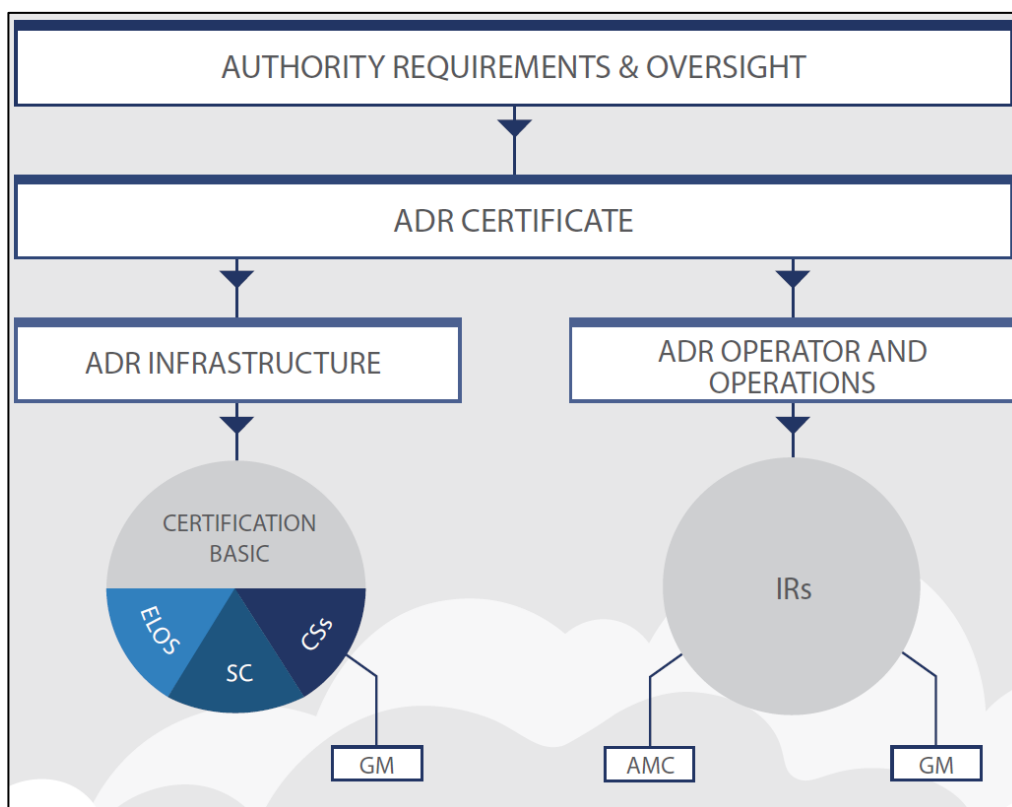 AUTHORITY REQUIREMENTS & OVERSIGHT
ADR CERTIFICATE
ADR INFRASTRUCTURE
ADR OPERATOR AND
OPERATIONS
CERTIFICATION
BASIC
ELOS
SC
CSs
IRs
GM
AMC
GM